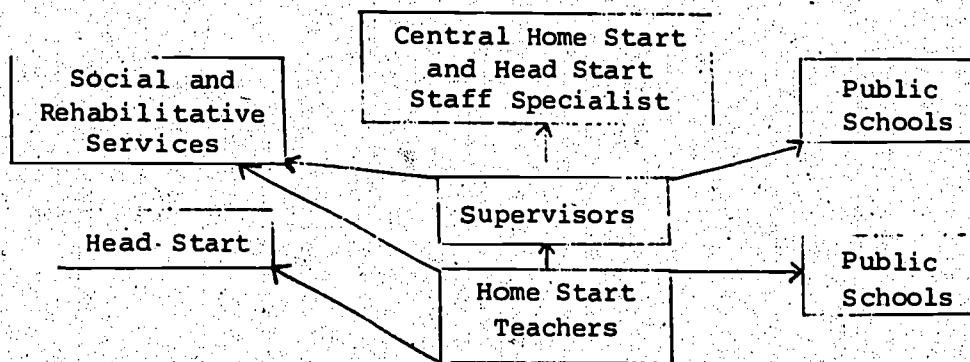 Central Home Start
and Head Start
Staff Specialist
Social and
Rehabilitative
Services
Public
Schools
Supervisors
Head Start
Public
Schools
Home Start
Teachers